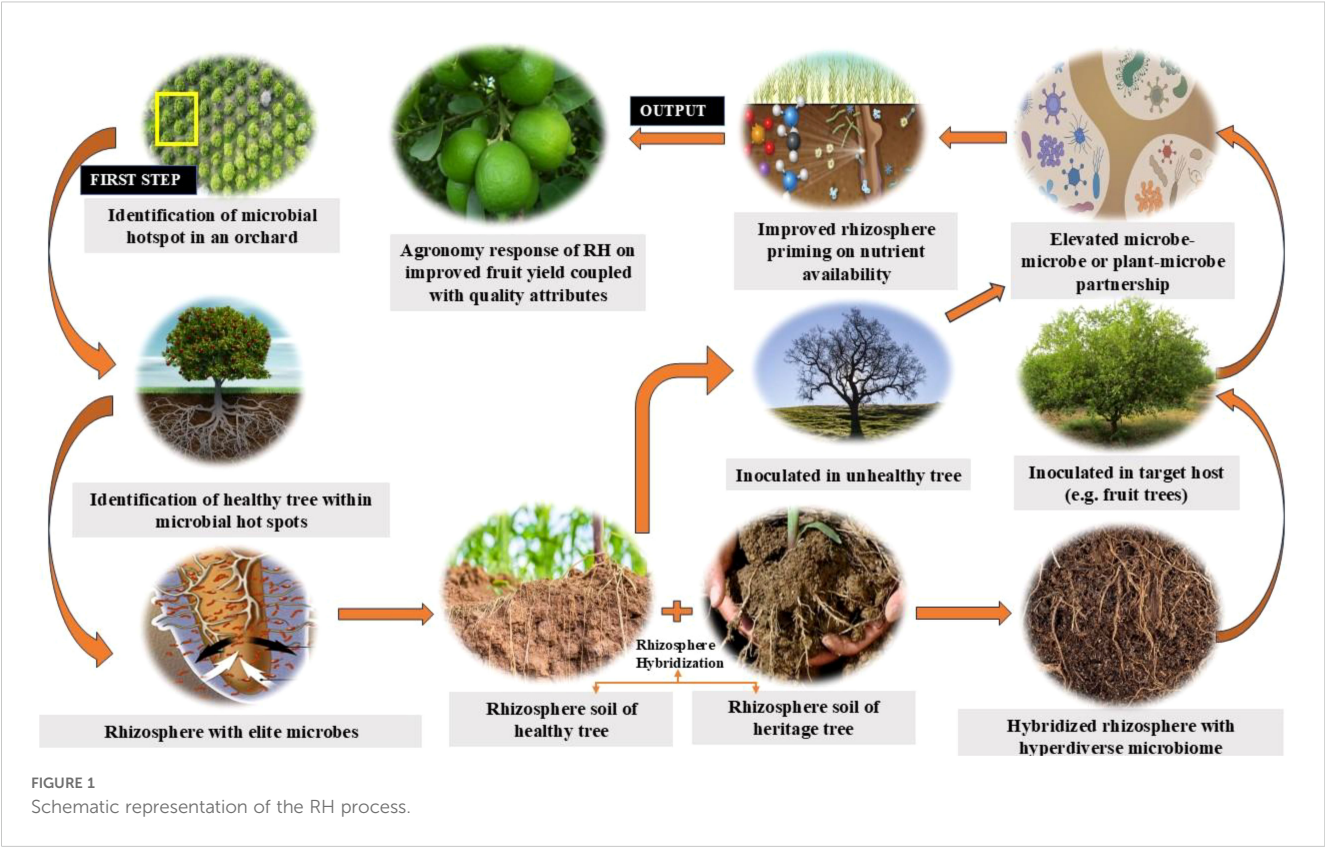 FIRST STEP
Identification of microbial
hotspot in an orchard
Agronomy response of RH on
improved fruit yield coupled
with quality attributes
OUTPUT
Improved rhizosphere
priming on nutrient
availability
Elevated microbe-
microbe or plant-microbe
partnership
Identification of healthy tree within
microbial hot spots
Inoculated in unhealthy tree
Inoculated in target host
(e.g. fruit trees)
Rhizosphere with elite microbes
Rhizosphere
Hybridization
Rhizosphere soil of
healthy tree
Rhizosphere soil of
heritage tree
Hybridized rhizosphere with
hyperdiverse microbiome
FIGURE 1
Schematic representation of the RH process.